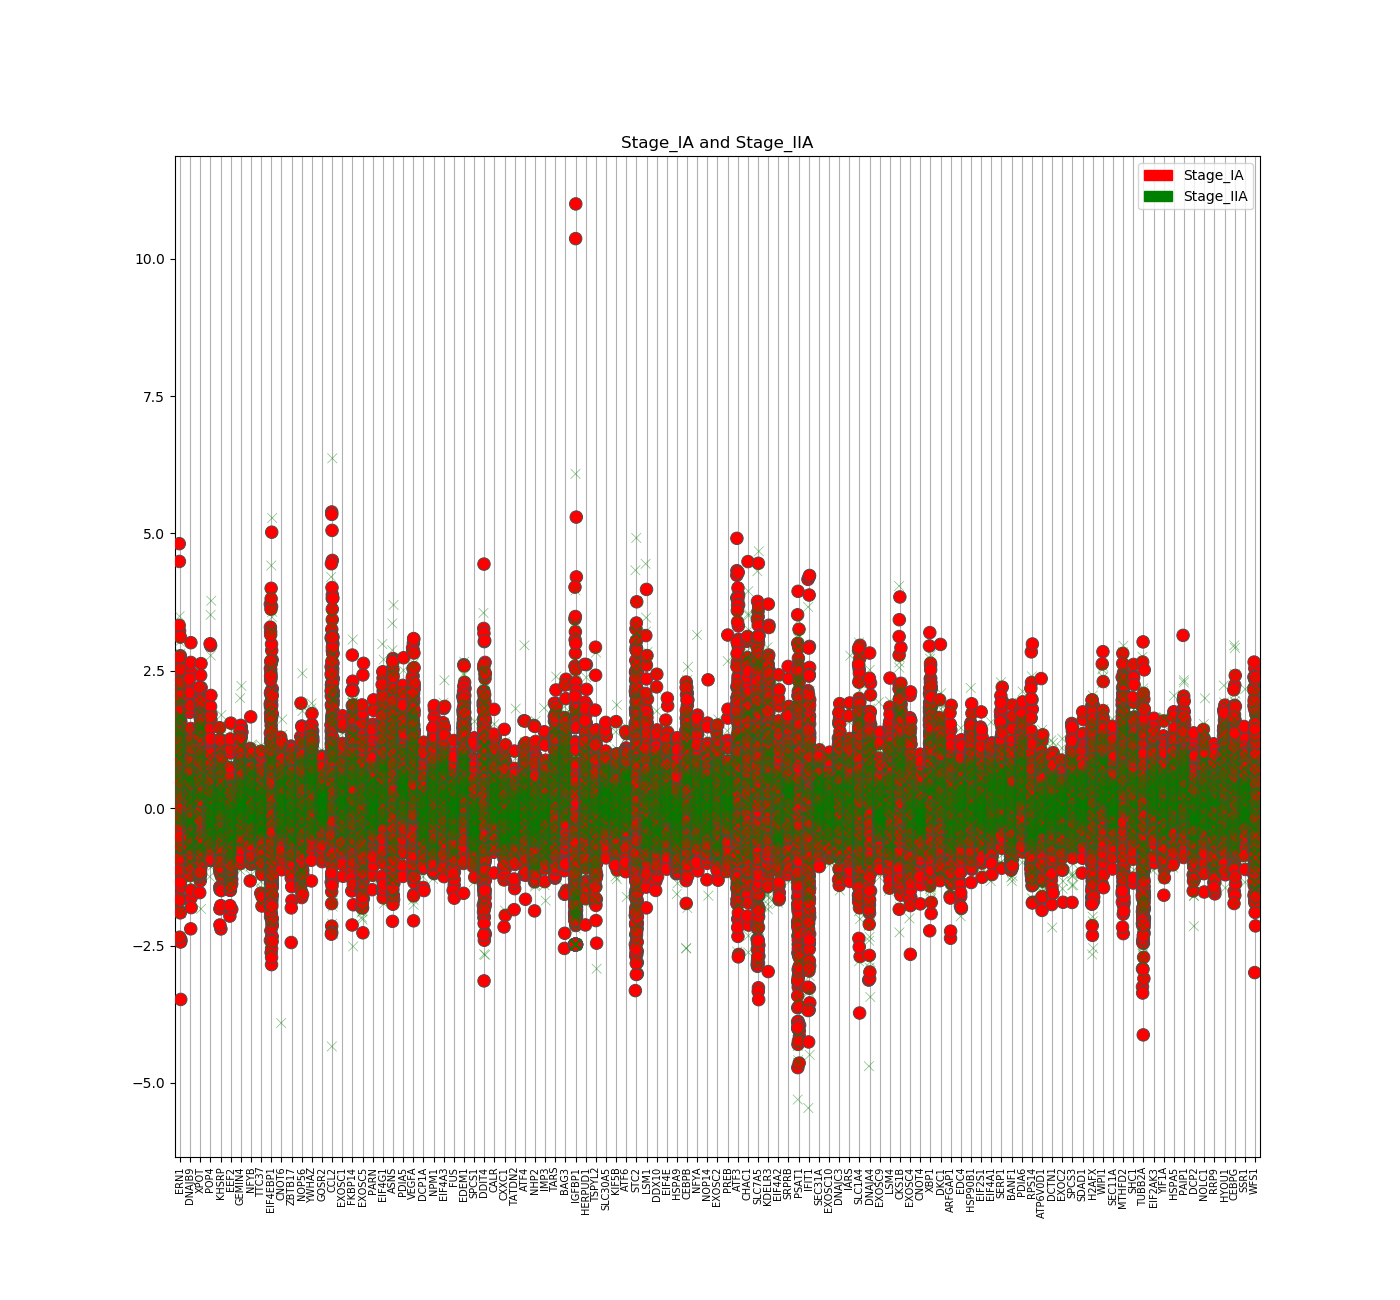 Stage_IA and Stage_IIA
Stage_IA
Stage_IIA
10.0
7.5
5.0
2.5
0.0
−2.5
−5.0
ERN1
DNAJB9
XPOT
POP4
KHSRP
EEF2
GEMIN4
NFYB
TTC37
EIF4EBP1
CNOT6
ZBTB17
NOP56
YWHAZ
GOSR2
CCL2
EXOSC1
FKBP14
EXOSC5
PARN
EIF4G1
ASNS
PDIA5
VEGFA
DCP1A
NPM1
EIF4A3
FUS
EDEM1
SPCS1
DDIT4
CALR
CXXC1
TATDN2
ATF4
NHP2
IMP3
TARS
BAG3
IGFBP1
HERPUD1
TSPYL2
SLC30A5
KIF5B
ATF6
STC2
LSM1
DDX10
EIF4E
HSPA9
CEBPB
NFYA
NOP14
EXOSC2
PREB
ATF3
CHAC1
SLC7A5
KDELR3
EIF4A2
SRPRB
PSAT1
IFIT1
SEC31A
EXOSC10
DNAJC3
IARS
SLC1A4
DNAJA4
EXOSC9
LSM4
CKS1B
EXOSC4
CNOT4
XBP1
DKC1
ARFGAP1
EDC4
HSP90B1
EIF2S1
EIF4A1
SERP1
BANF1
PDIA6
RPS14
ATP6V0D1
DCTN1
EXOC2
SPCS3
SDAD1
H2AFX
WIPI1
SEC11A
MTHFD2
SHC1
TUBB2A
EIF2AK3
YIF1A
HSPA5
PAIP1
DCP2
NOLC1
RRP9
HYOU1
CEBPG
SSR1
WFS1